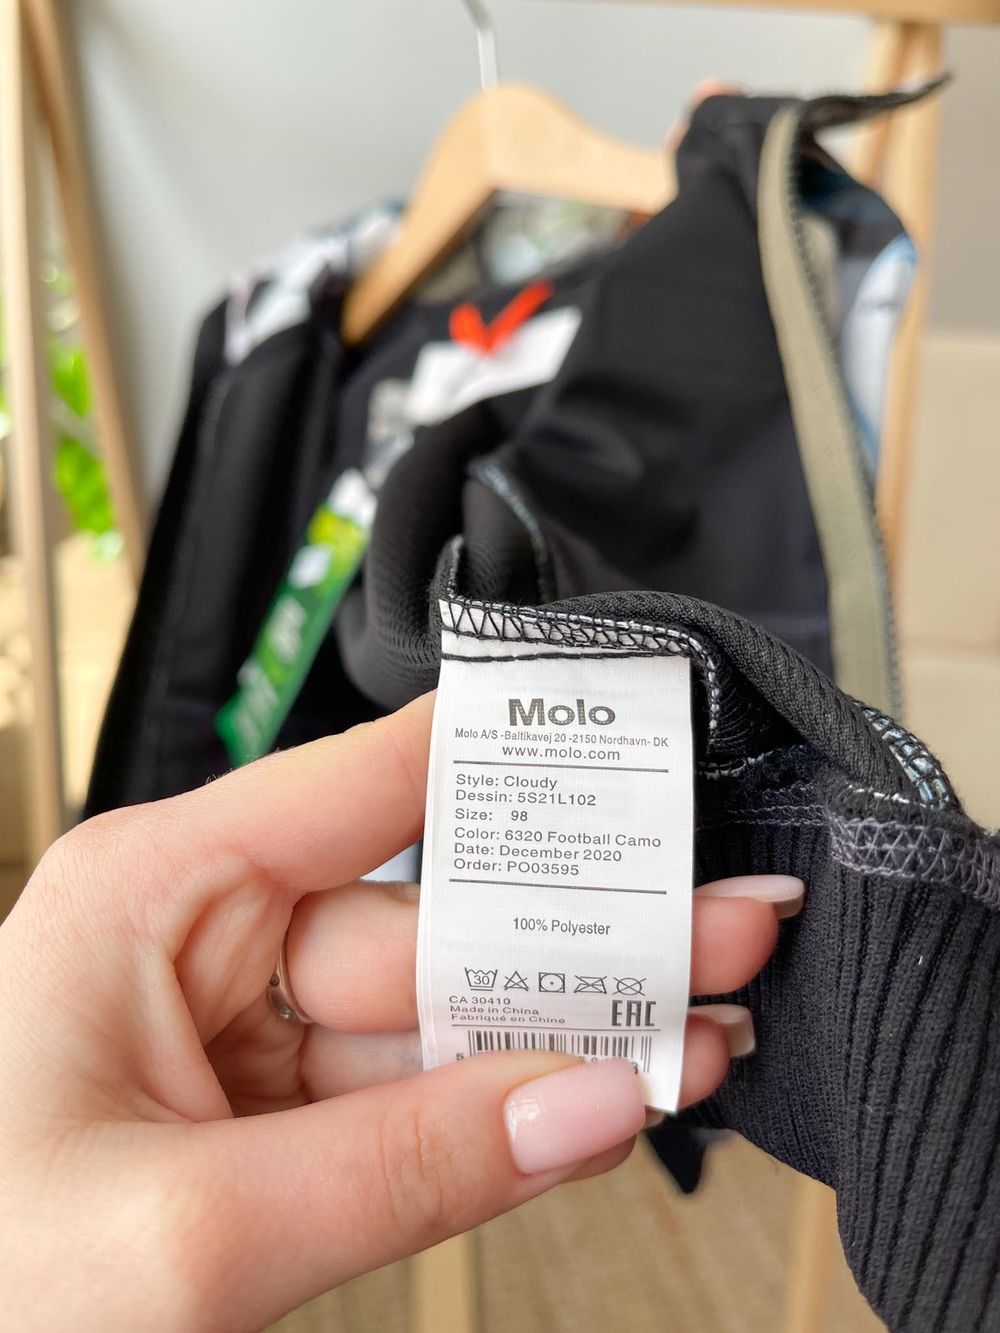 Molo
Molo A/S -Baltikavej 20 -2150 Nordhavn- DK
www.molo.com
Style: Cloudy
Dessin: 5S21L102
Size: 98
Color: 6320 Football Camo
Date: December 2020
Order: PO03595
100% Polyester
30
CA 30410
Made in China
Fabriqué en Chine
EAC
5